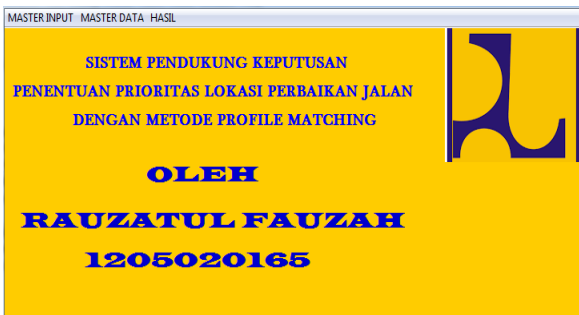 MASTER INPUT MASTER DATA HASIL
SISTEM PENDUKUNG KEPUTUSAN
PENENTUAN PRIORITAS LOKASI PERBAIKAN JALAN
DENGAN METODE PROFILE MATCHING
OLEH
RAUZATUL FAUZAH
1205020165